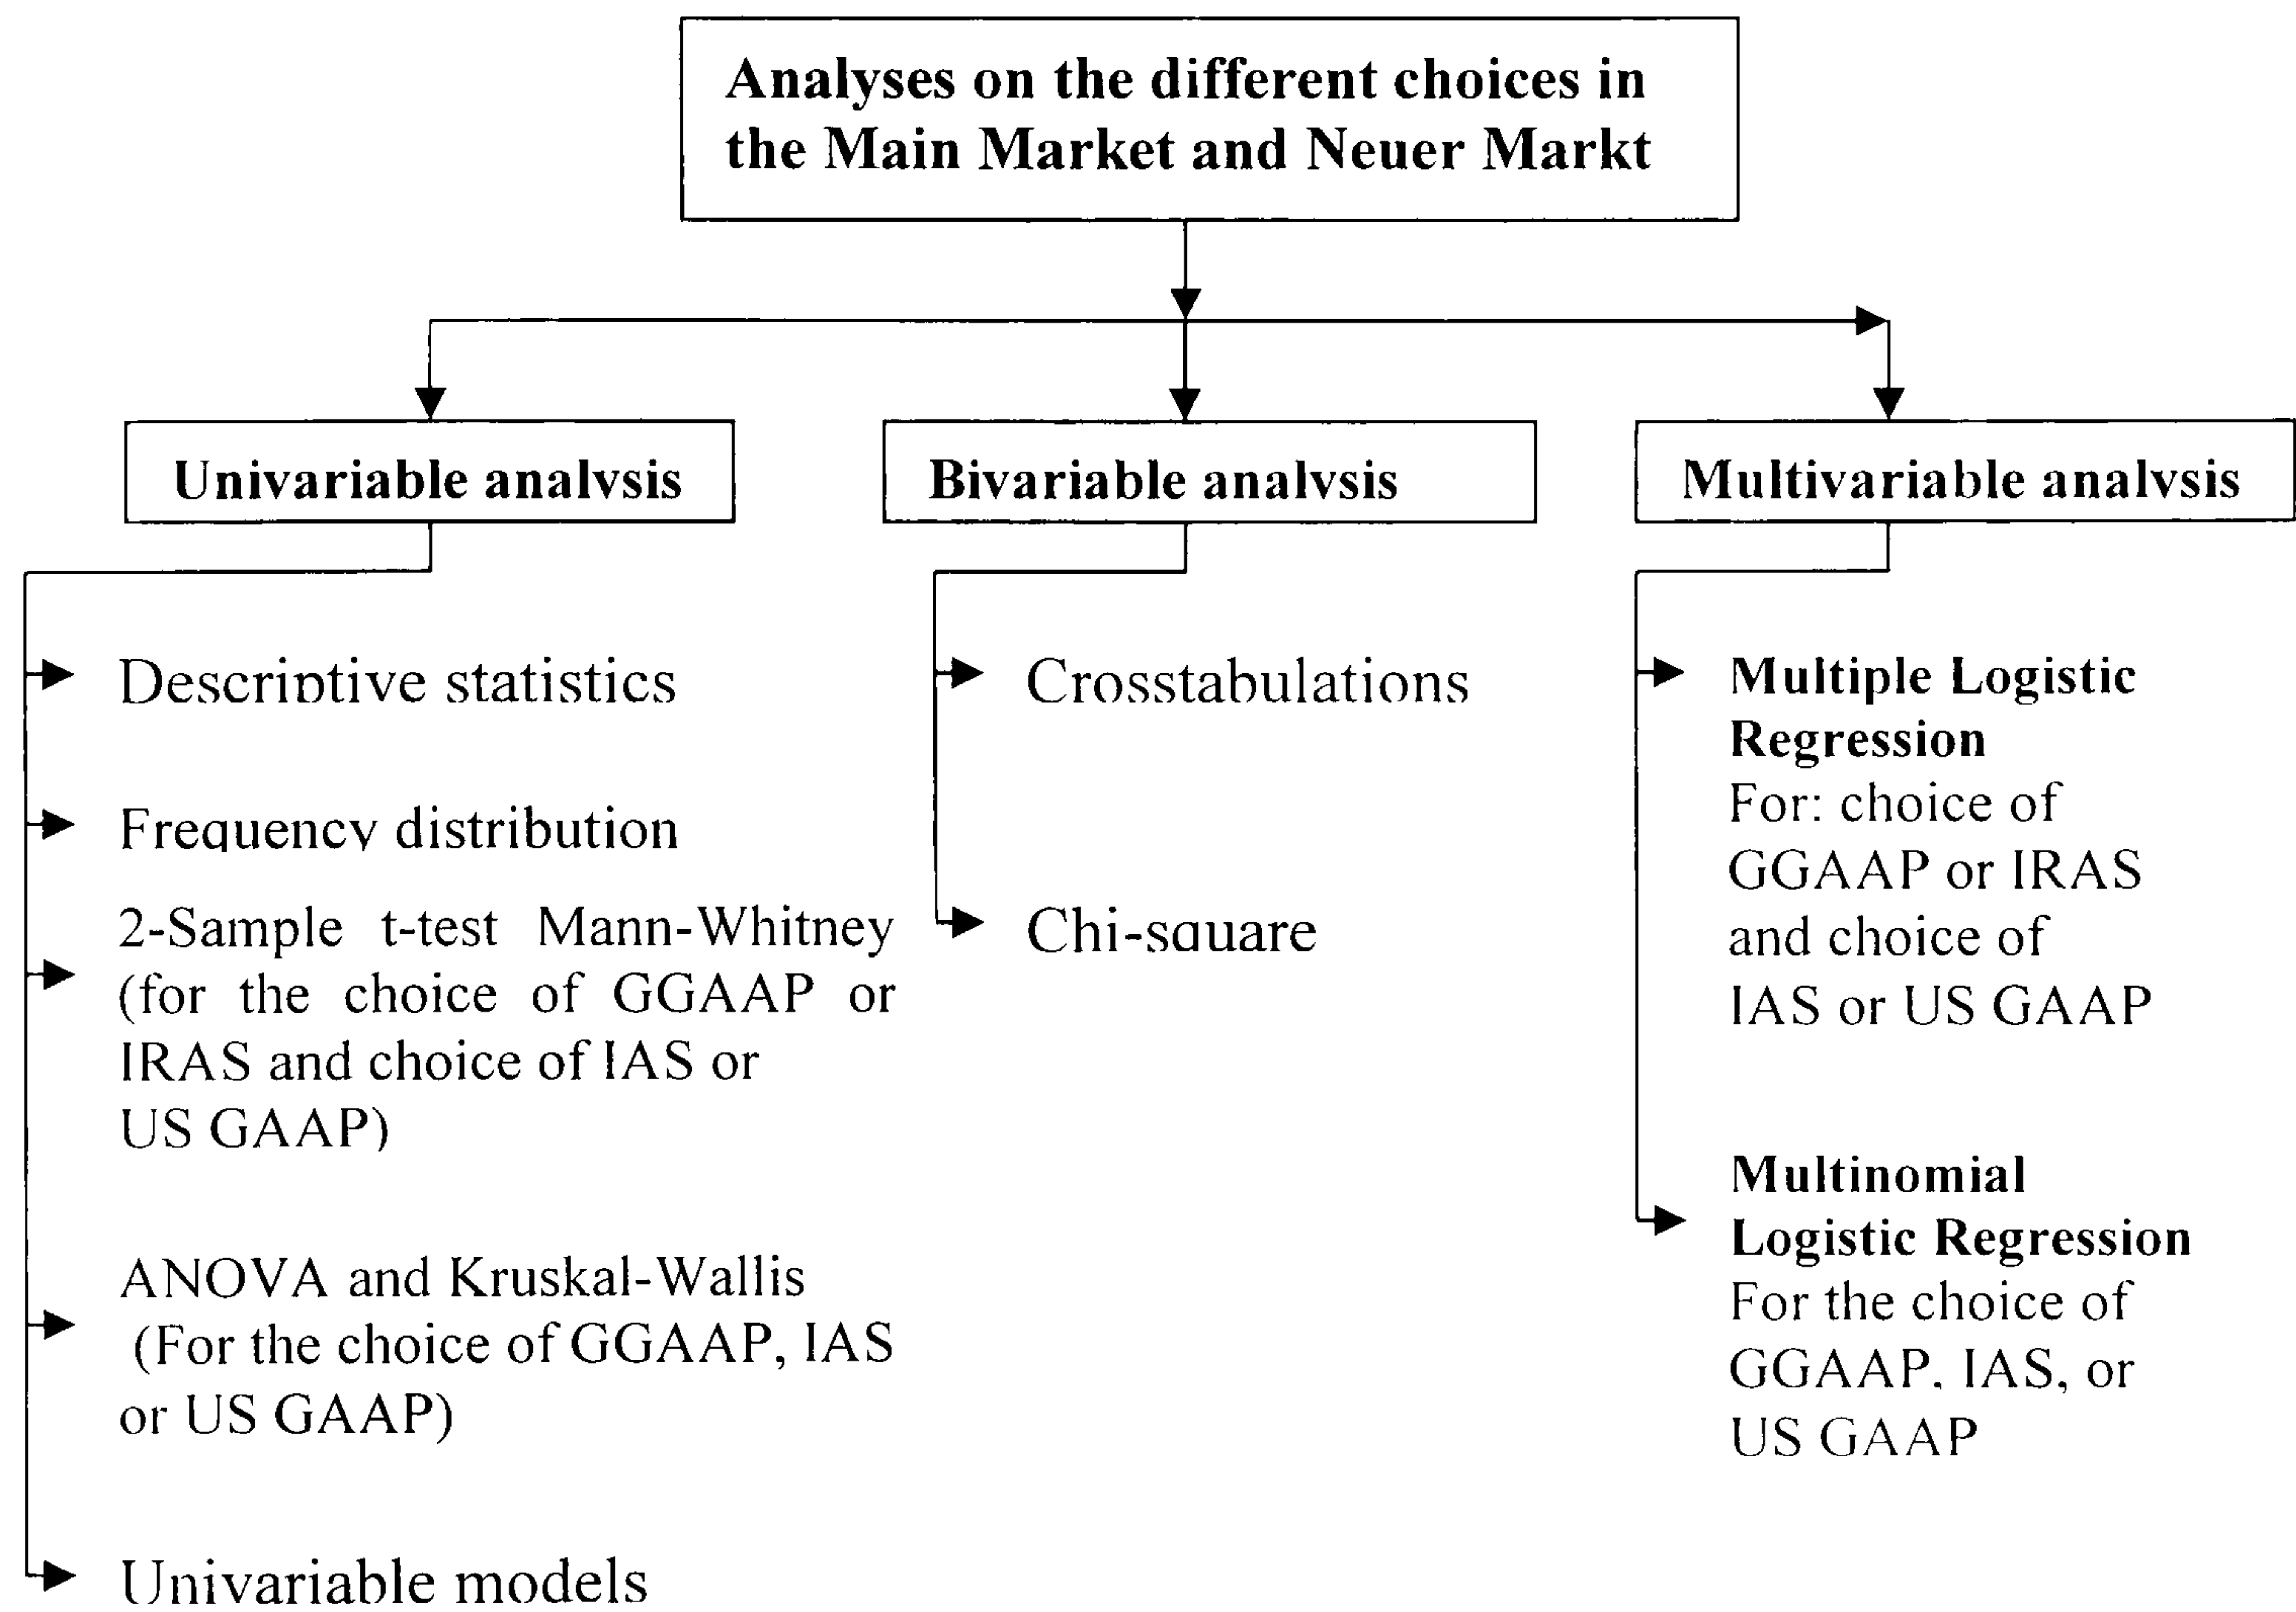 Analyses on the different choices in
the Main Market and Neuer Markt
Univariable analysis
Bivariable analysis
Multivariable analysis
Descriptive statistics
Frequency distribution
2-Sample t-test Mann-Whitney
(for the choice of GGAAP or
IRAS and choice of IAS or
US GAAP)
ANOVA and Kruskal-Wallis
(For the choice of GGAAP, IAS
or US GAAP)
Univariable models
Crosstabulations
Chi-square
Multiple Logistic
Regression
For: choice of
GGAAP or IRAS
and choice of
IAS or US GAAP
Multinomial
Logistic Regression
For the choice of
GGAAP, IAS, or
US GAAP